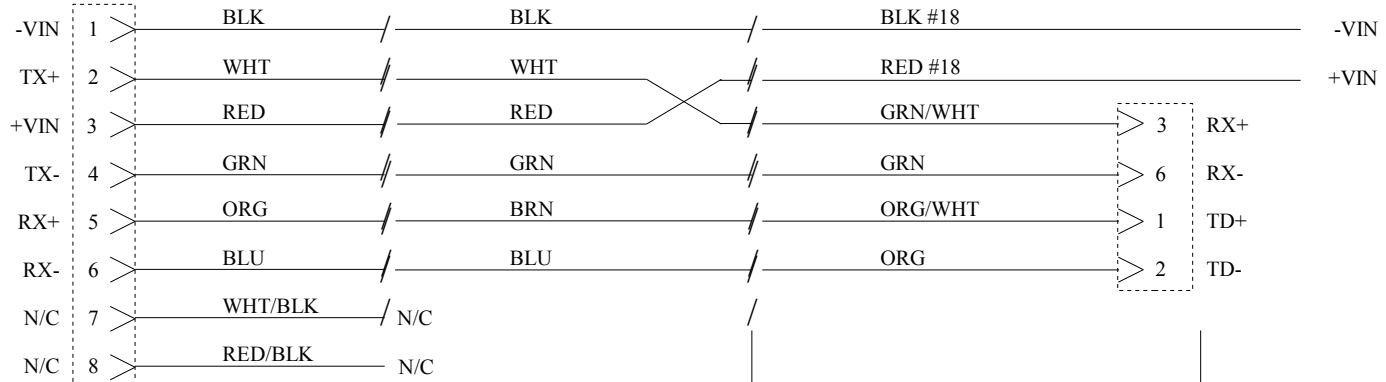 -VIN 1 BLK BLK BLK #18 -VIN
TX+ 2 WHT WHT RED #18 +VIN
+VIN 3 RED RED GRN/WHT 3 RX+
TX- 4 GRN GRN GRN 6 RX-
RX+ 5 ORG BRN ORG/WHT 1 TD+
RX- 6 BLU BLU ORG 2 TD-
N/C 7 WHT/BLK N/C
N/C 8 RED/BLK N/C